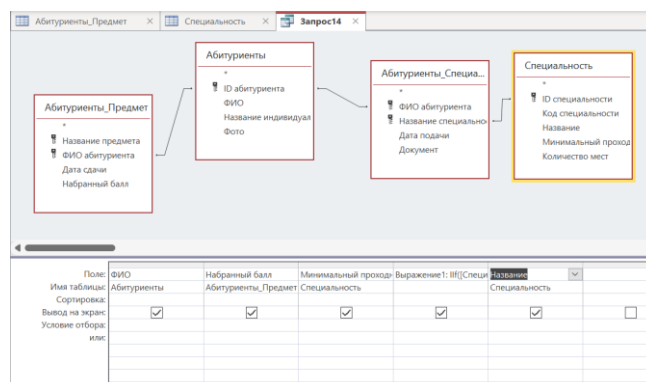 Абитуриенты_Предмет × Специальность × Запрос14 ×
Абитуриенты_Предмет
*
Название предмета
ФИО абитуриента
Дата сдачи
Набранный балл
Абитуриенты
*
ID абитуриента
ФИО
Название индивидуал
Фото
Абитуриенты_Специа...
*
ФИО абитуриента
Название специально
Дата подачи
Документ
Специальность
*
ID специальности
Код специальности
Название
Минимальный проход
Количество мест
Поле: ФИО Набранный балл Минимальный проход Выражение1: IIf([Специ Название
Имя таблицы: Абитуриенты Абитуриенты_Предмет Специальность Специальность
Сортировка:
Вывод на экран:
Условие отбора:
или: